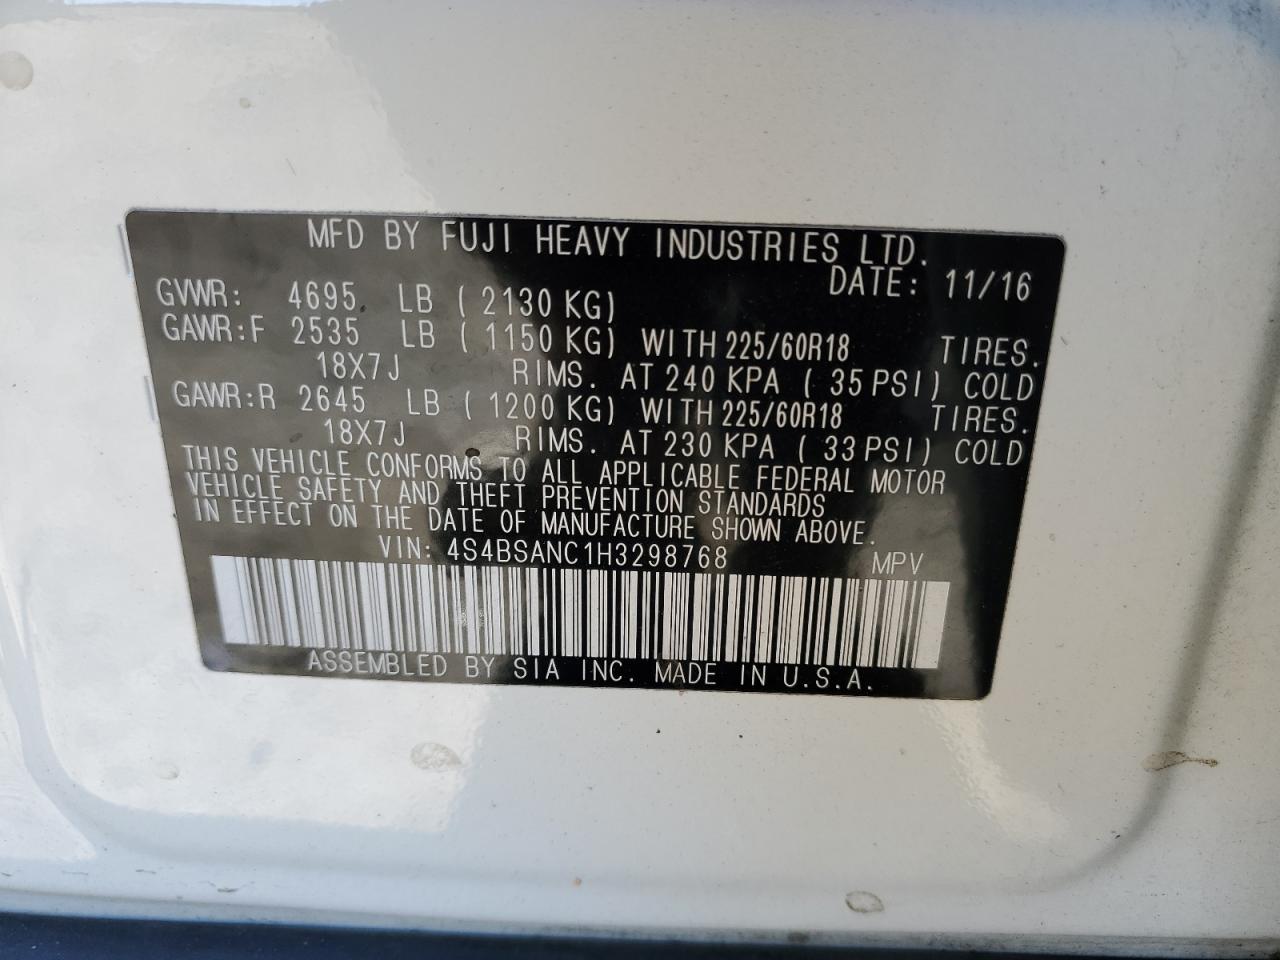 MFD BY FUJI HEAVY INDUSTRIES LTD.
DATE: 11/16
GVWR: 4695 LB ( 2130 KG)
GAWR:F 2535 LB ( 1150 KG) WITH 225/60R18 TIRES.
18X7J RIMS. AT 240 KPA ( 35 PSI) COLD
GAWR:R 2645 LB ( 1200 KG) WITH 225/60R18 TIRES.
18X7J RIMS. AT 230 KPA ( 33 PSI) COLD
THIS VEHICLE CONFORMS TO ALL APPLICABLE FEDERAL MOTOR
VEHICLE SAFETY AND THEFT PREVENTION STANDARDS
IN EFFECT ON THE DATE OF MANUFACTURE SHOWN ABOVE.
VIN: 4S4BSANC1H3298768 MPV
ASSEMBLED BY SIA INC. MADE IN U.S.A.